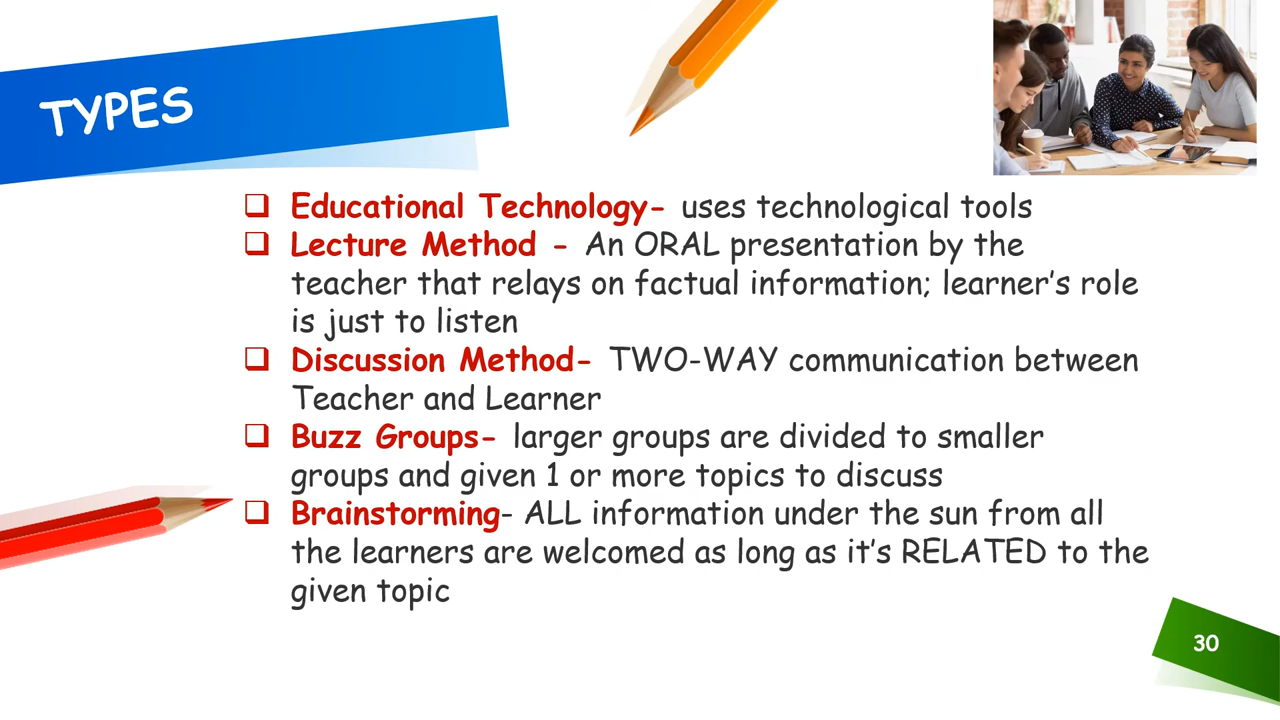 TYPES
❑ Educational Technology- uses technological tools
❑ Lecture Method - An ORAL presentation by the
teacher that relays on factual information; learner's role
is just to listen
❑ Discussion Method- TWO-WAY communication between
Teacher and Learner
❑ Buzz Groups- larger groups are divided to smaller
groups and given 1 or more topics to discuss
❑ Brainstorming- ALL information under the sun from all
the learners are welcomed as long as it's RELATED to the
given topic
30